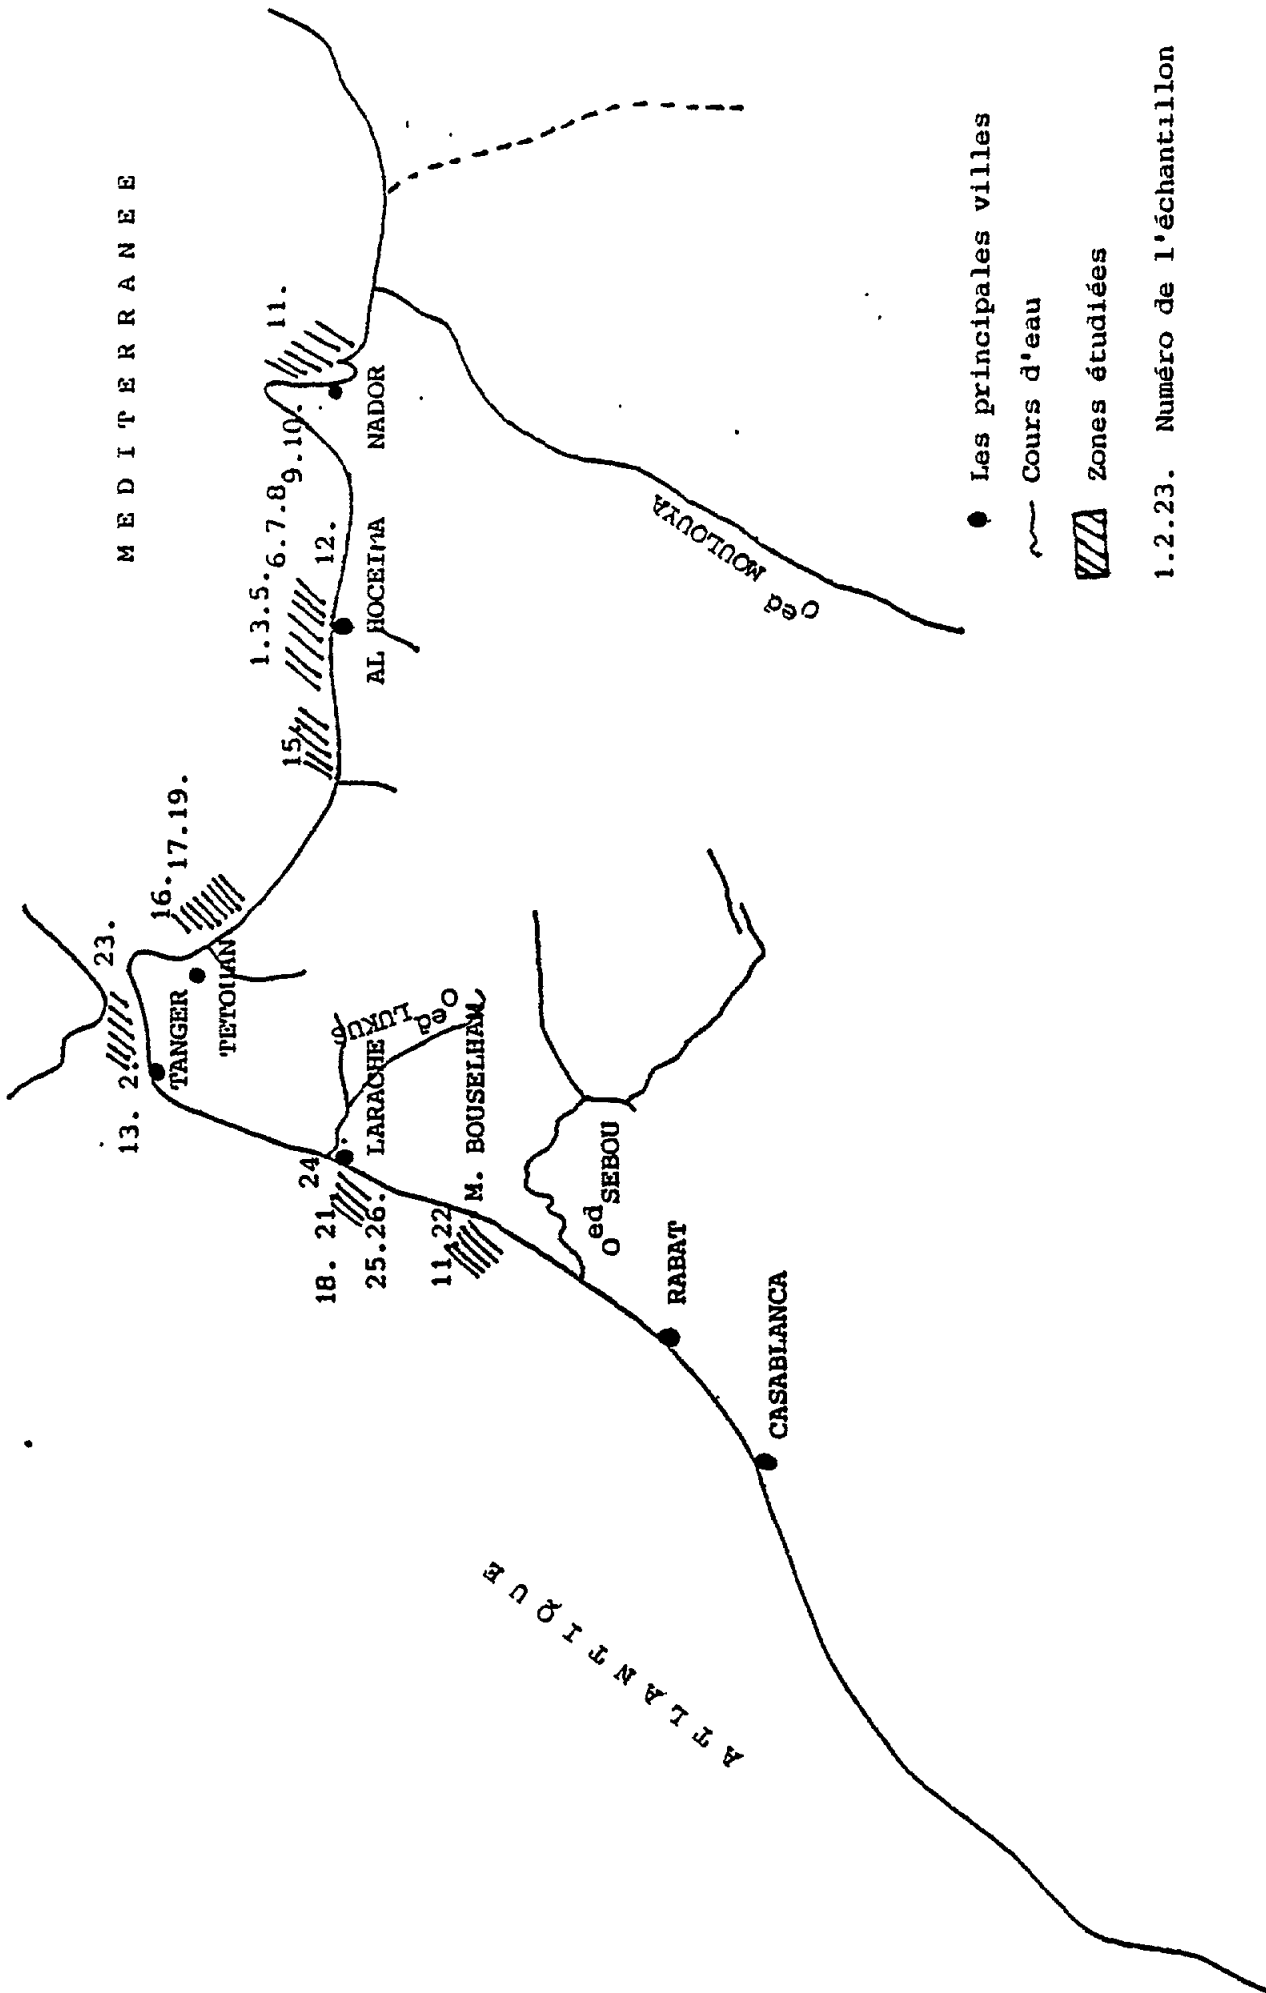 MEDITERRANEE
23.
16.
17.19.
13. 2.
TANGER
TETOUAN
15.
1.3.5.
6.7.8.
9.10.
12.
11.
AL HOCEIMA
NADOR
24
18. 21.
25.26.
LARACHE
Oed LUKUS
11.22
M. BOUSELHAM
Oed SEBOU
RABAT
CASABLANCA
Oed MOULOUYA
ATLANTIQUE
Les principales villes
Cours d'eau
Zones étudiées
1.2.23. Numéro de l'échantillon